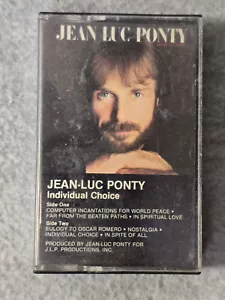 JEAN LUC PONTY
JEAN-LUC PONTY
Individual Choice
Side One
COMPUTER INCANTATIONS FOR WORLD PEACE •
FAR FROM THE BEATEN PATHS • IN SPIRITUAL LOVE
Side Two
EULOGY TO OSCAR ROMERO • NOSTALGIA •
INDIVIDUAL CHOICE • IN SPITE OF ALL
PRODUCED BY JEAN-LUC PONTY FOR
J.L.P. PRODUCTIONS, INC.